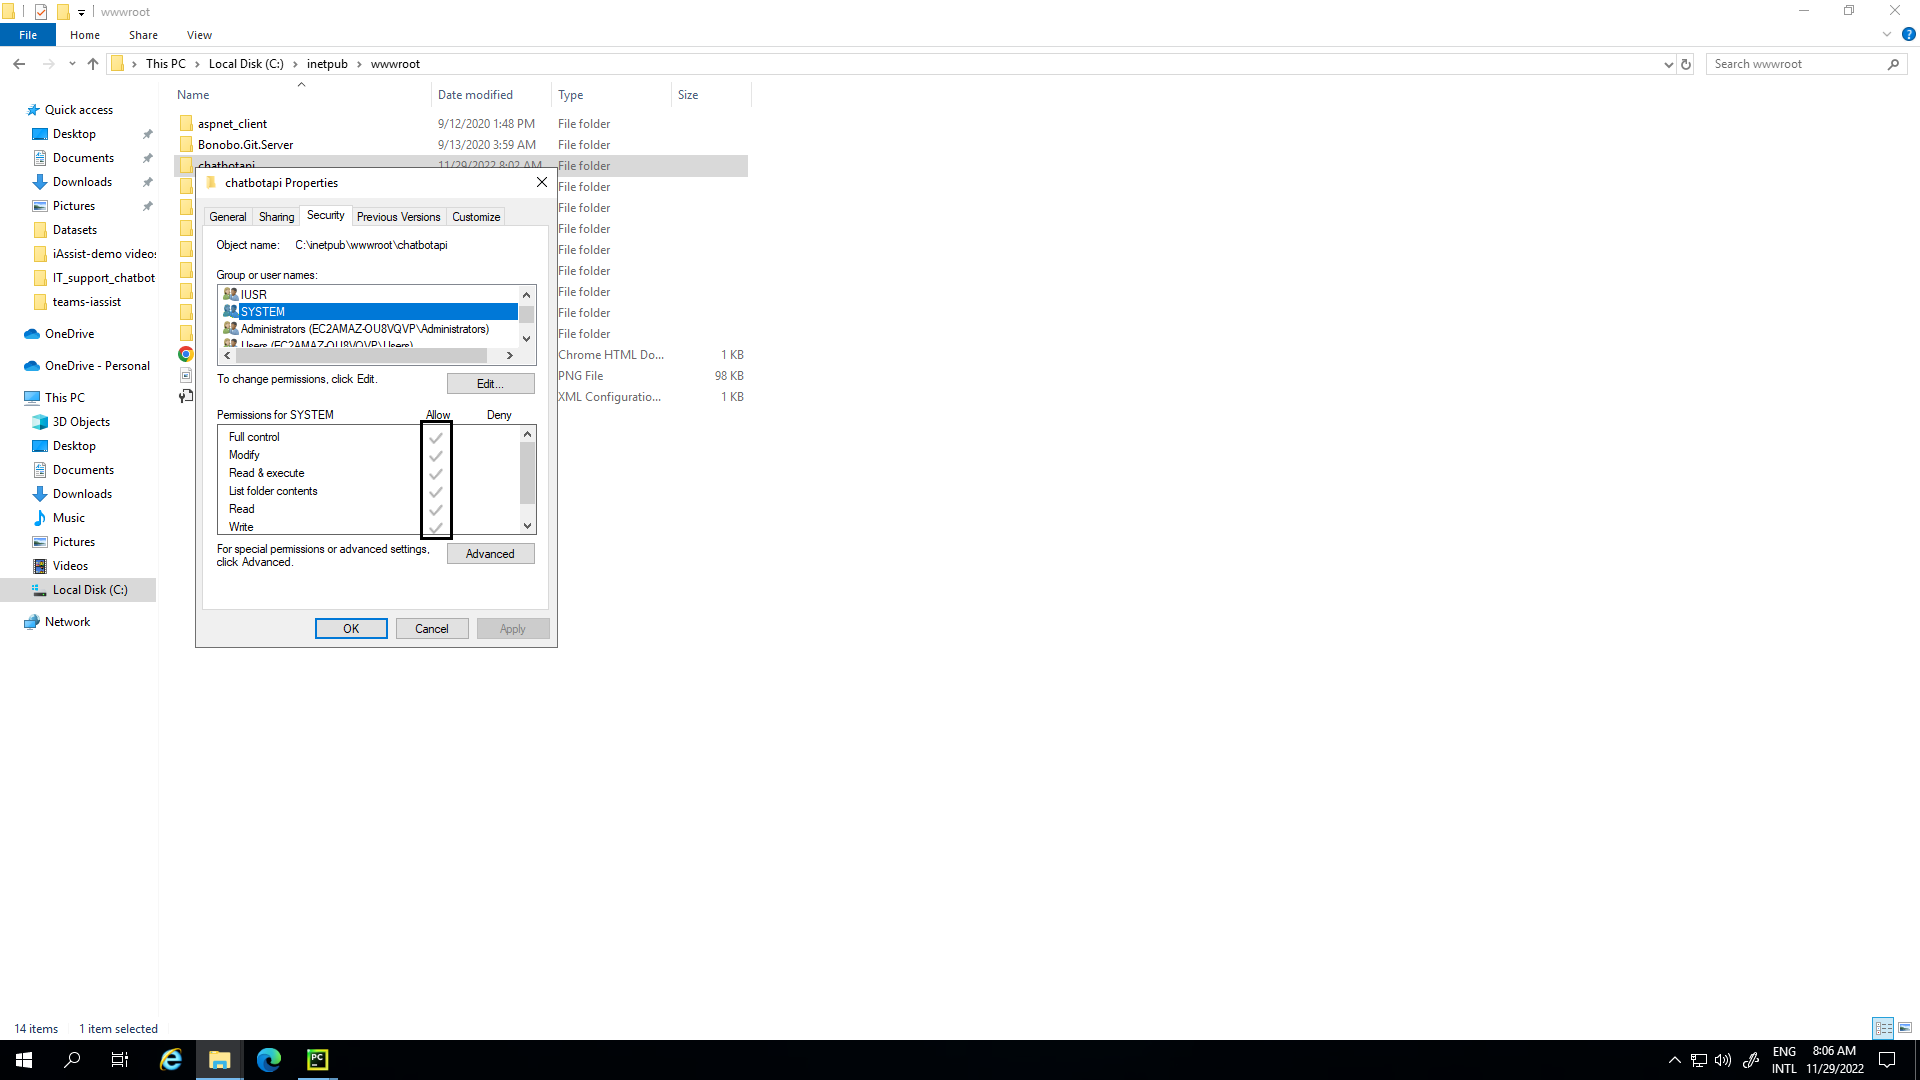 wwwroot
File Home Share View
This PC Local Disk (C:) inetpub wwwroot
Search wwwroot
Name Date modified Type Size
Quick access
Desktop
Documents
Downloads
Pictures
Datasets
iAssist-demo videos
IT_support_chatbot
teams-iassist
OneDrive
OneDrive - Personal
This PC
3D Objects
Desktop
Documents
Downloads
Music
Pictures
Videos
Local Disk (C:)
Network
aspnet_client 9/12/2020 1:48 PM File folder
Bonobo.Git.Server 9/13/2020 3:59 AM File folder
chatbotapi 11/29/2022 8:02 AM File folder
File folder
File folder
File folder
File folder
File folder
File folder
File folder
File folder
Chrome HTML Do... 1 KB
PNG File 98 KB
XML Configuratio... 1 KB
chatbotapi Properties
General Sharing Security Previous Versions Customize
Object name: C:\inetpub\wwwroot\chatbotapi
Group or user names:
IUSR
SYSTEM
Administrators (EC2AMAZ-OU8VQVP\Administrators)
Users (EC2AMAZ-OU8VQVP\Users)
To change permissions, click Edit.
Edit...
Permissions for SYSTEM Allow Deny
Full control
Modify
Read & execute
List folder contents
Read
Write
For special permissions or advanced settings,
click Advanced.
Advanced
OK Cancel Apply
14 items 1 item selected
PC
ENG
INTL
8:06 AM
11/29/2022